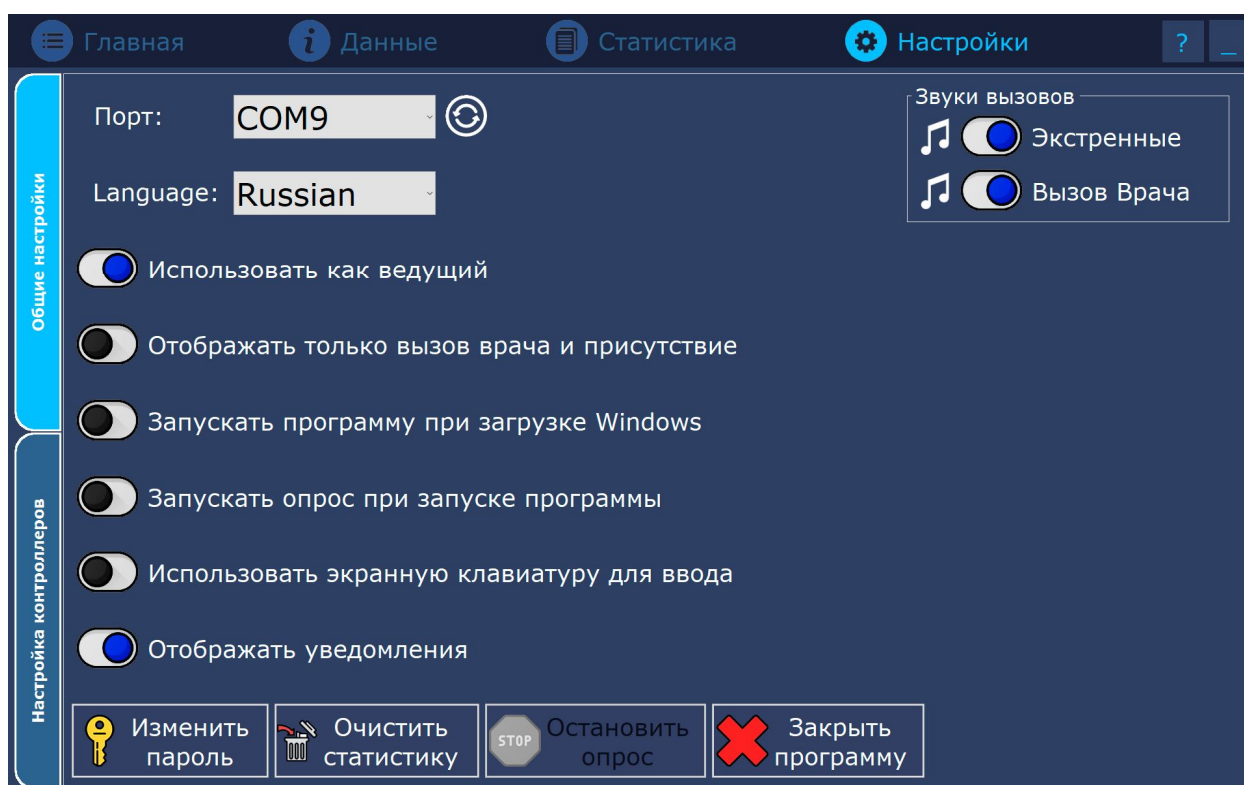 Главная
Данные
Статистика
Настройки
?
_
Общие настройки
Настройка контроллеров
Порт:
COM9
Language:
Russian
Звуки вызовов
Экстренные
Вызов Врача
Использовать как ведущий
Отображать только вызов врача и присутствие
Запускать программу при загрузке Windows
Запускать опрос при запуске программы
Использовать экранную клавиатуру для ввода
Отображать уведомления
Изменить
пароль
Очистить
статистику
STOP
Остановить
опрос
Закрыть
программу